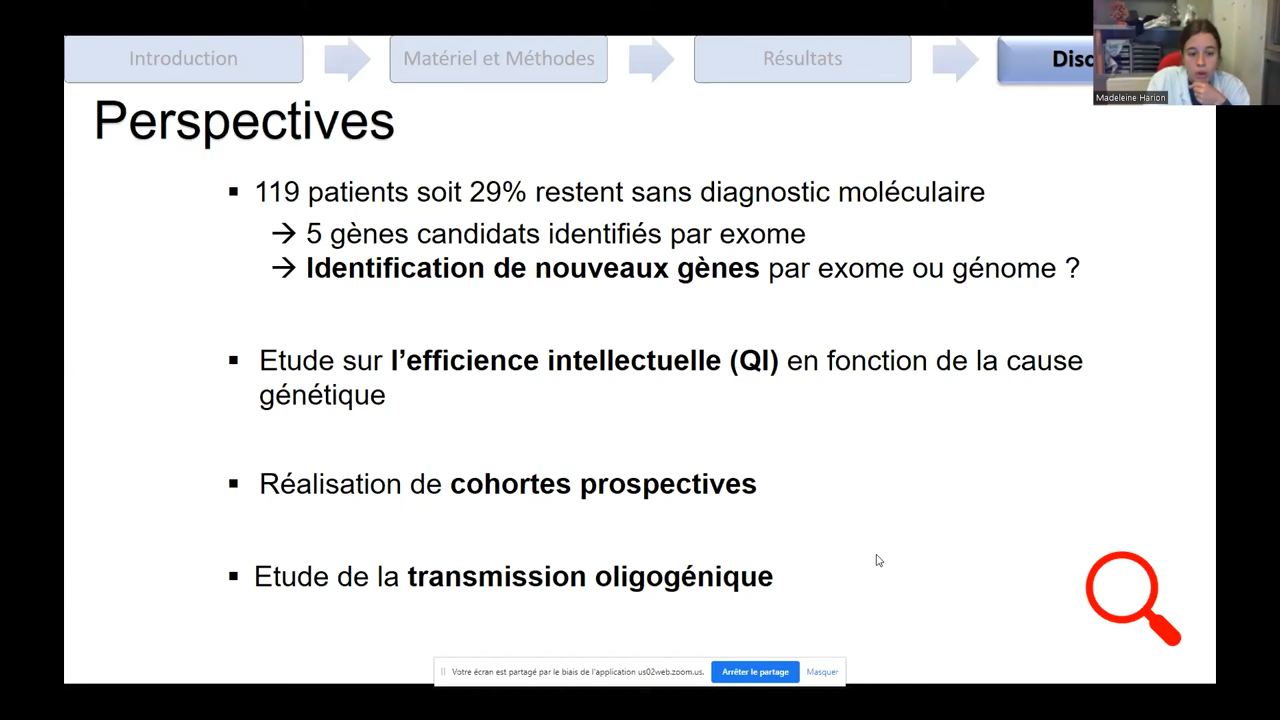 Introduction
Matériel et Méthodes
Résultats
Disc
Madeleine Harion
Perspectives
▪ 119 patients soit 29% restent sans diagnostic moléculaire
→ 5 gènes candidats identifiés par exome
→ Identification de nouveaux gènes par exome ou génome ?
▪ Etude sur l’efficience intellectuelle (QI) en fonction de la cause
génétique
▪ Réalisation de cohortes prospectives
▪ Etude de la transmission oligogénique
Votre écran est partagé par le biais de l'application us02web.zoom.us.
Arrêter le partage
Masquer